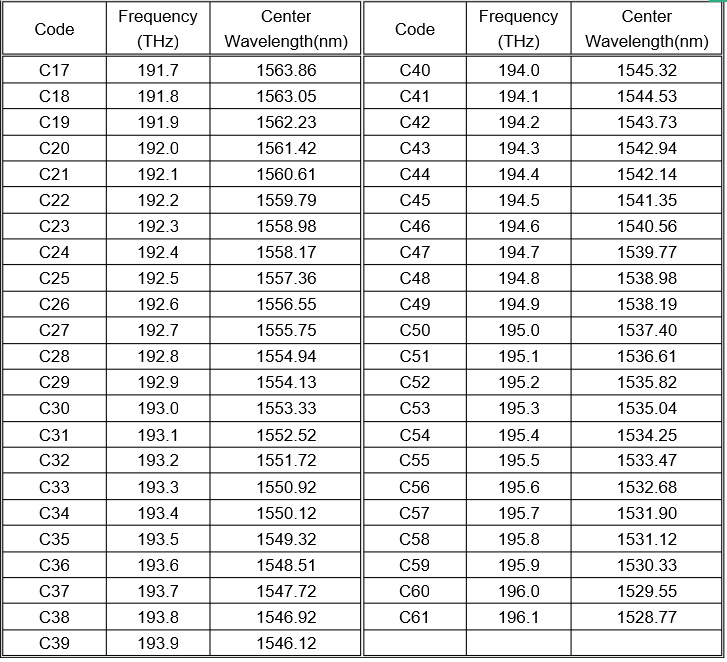 Code Frequency (THz) Center Wavelength(nm) Code Frequency (THz) Center Wavelength(nm)
C17 191.7 1563.86 C40 194.0 1545.32
C18 191.8 1563.05 C41 194.1 1544.53
C19 191.9 1562.23 C42 194.2 1543.73
C20 192.0 1561.42 C43 194.3 1542.94
C21 192.1 1560.61 C44 194.4 1542.14
C22 192.2 1559.79 C45 194.5 1541.35
C23 192.3 1558.98 C46 194.6 1540.56
C24 192.4 1558.17 C47 194.7 1539.77
C25 192.5 1557.36 C48 194.8 1538.98
C26 192.6 1556.55 C49 194.9 1538.19
C27 192.7 1555.75 C50 195.0 1537.40
C28 192.8 1554.94 C51 195.1 1536.61
C29 192.9 1554.13 C52 195.2 1535.82
C30 193.0 1553.33 C53 195.3 1535.04
C31 193.1 1552.52 C54 195.4 1534.25
C32 193.2 1551.72 C55 195.5 1533.47
C33 193.3 1550.92 C56 195.6 1532.68
C34 193.4 1550.12 C57 195.7 1531.90
C35 193.5 1549.32 C58 195.8 1531.12
C36 193.6 1548.51 C59 195.9 1530.33
C37 193.7 1547.72 C60 196.0 1529.55
C38 193.8 1546.92 C61 196.1 1528.77
C39 193.9 1546.12